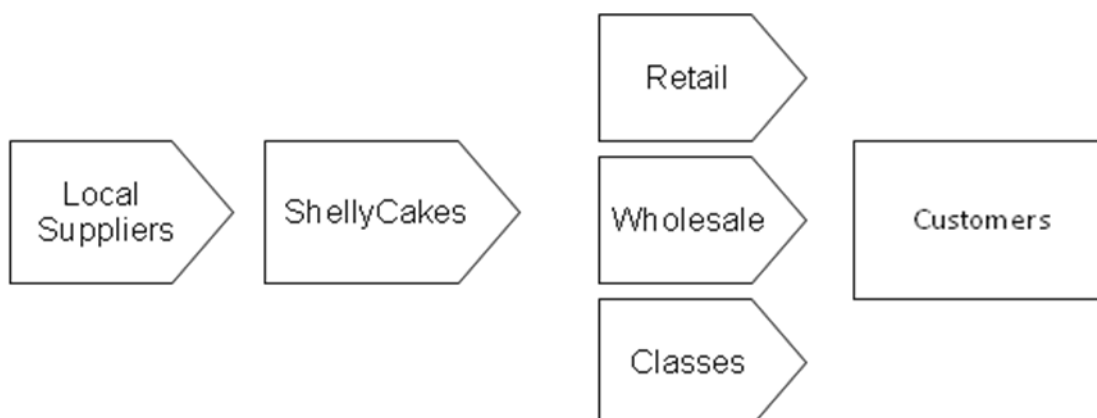 Local
Suppliers
ShellyCakes
Retail
Wholesale
Classes
Customers